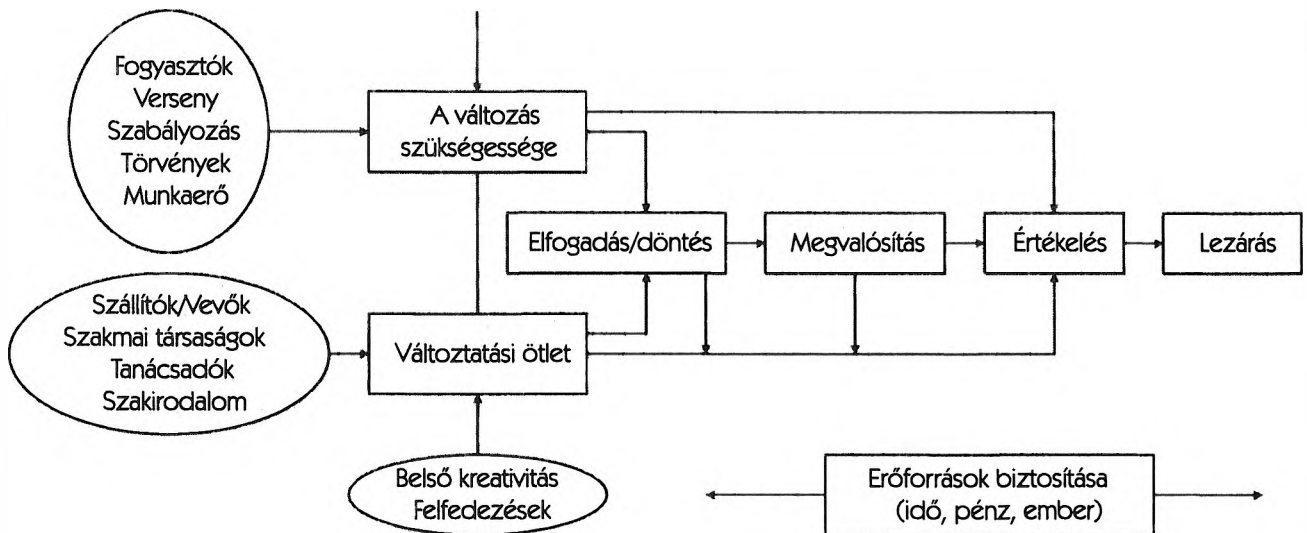 Fogyasztók
Verseny
Szabályozás
Törvények
Munkaerő
A változás
szükségessége
Elfogadás/döntés
Megvalósítás
Értékelés
Lezárás
Szállítók/Vevők
Szakmai társaságok
Tanácsadók
Szakirodalom
Változtatási ötlet
Belső kreativitás
Felfedezések
Erőforrások biztosítása
(idő, pénz, ember)